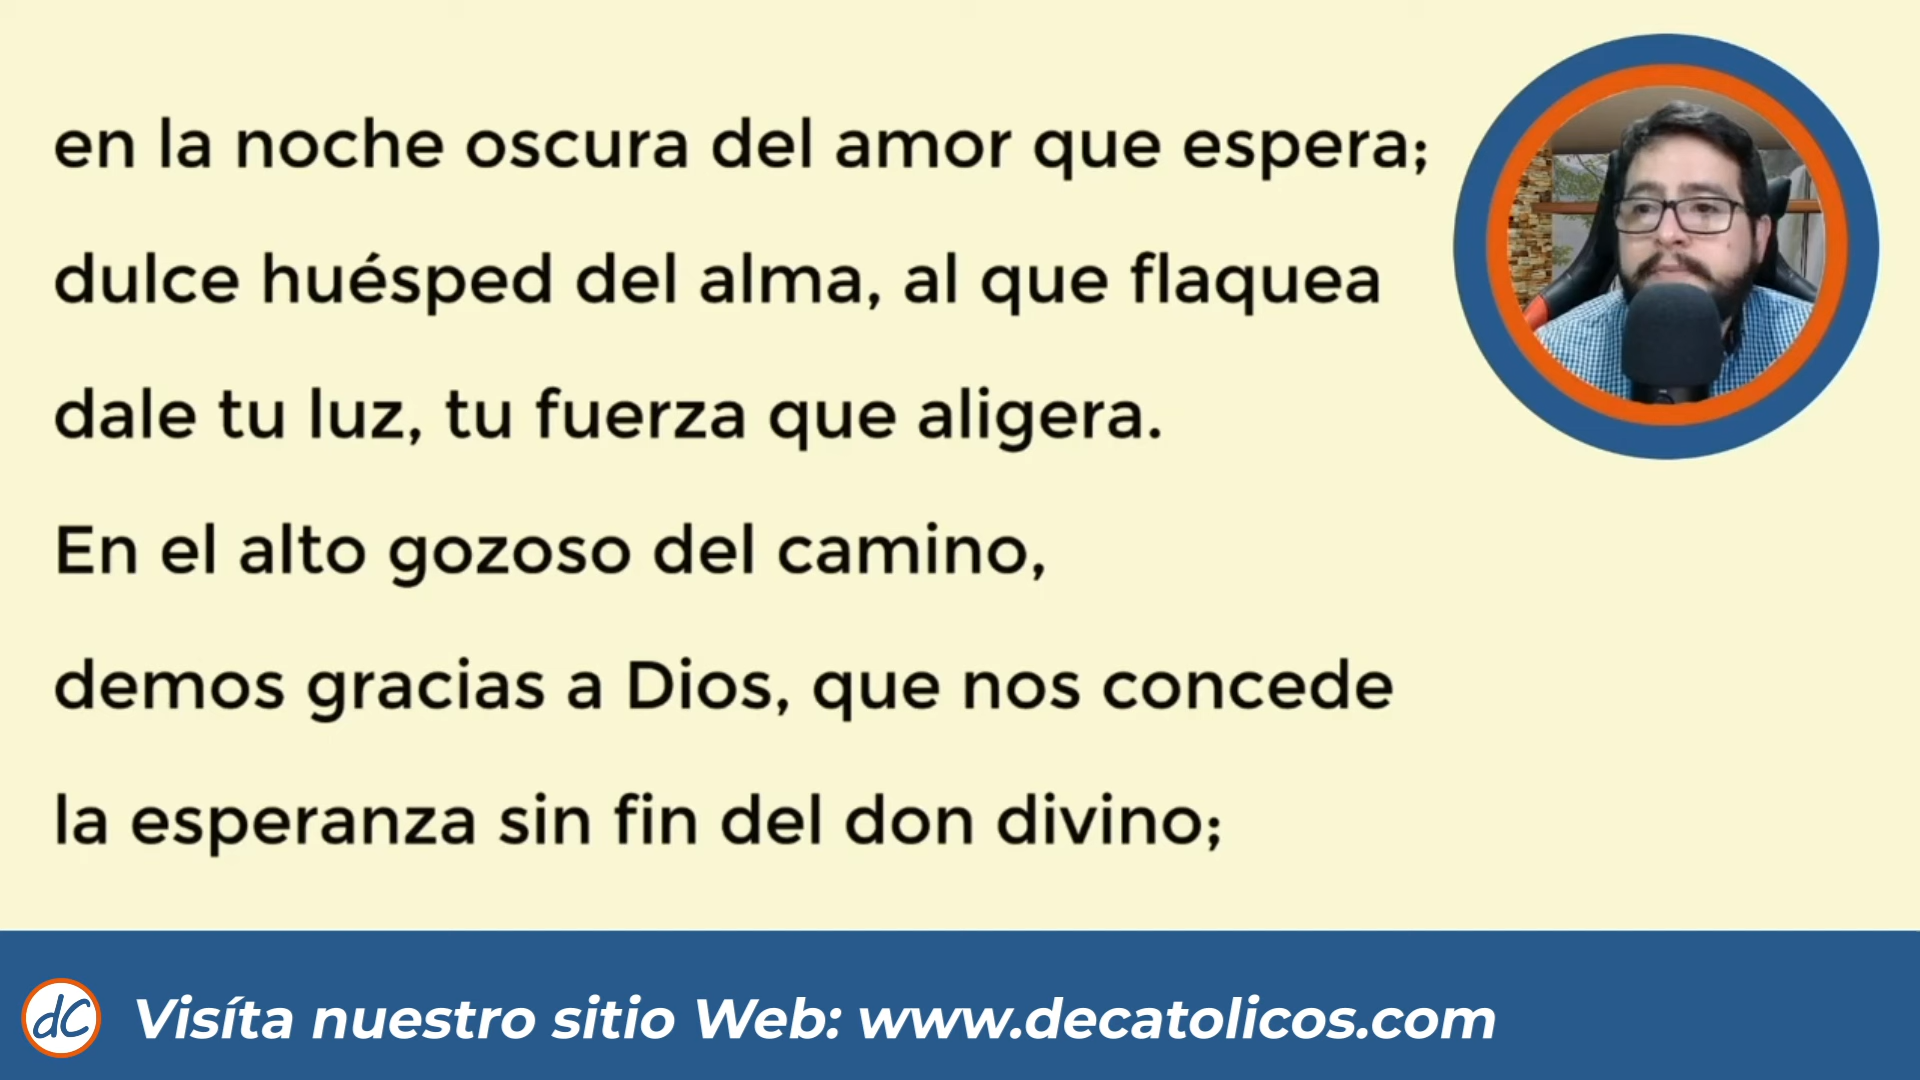 en la noche oscura del amor que espera;
dulce huésped del alma, al que flaquea
dale tu luz, tu fuerza que aligera.
En el alto gozoso del camino,
demos gracias a Dios, que nos concede
la esperanza sin fin del don divino;
dC Visíta nuestro sitio Web: www.decatolicos.com